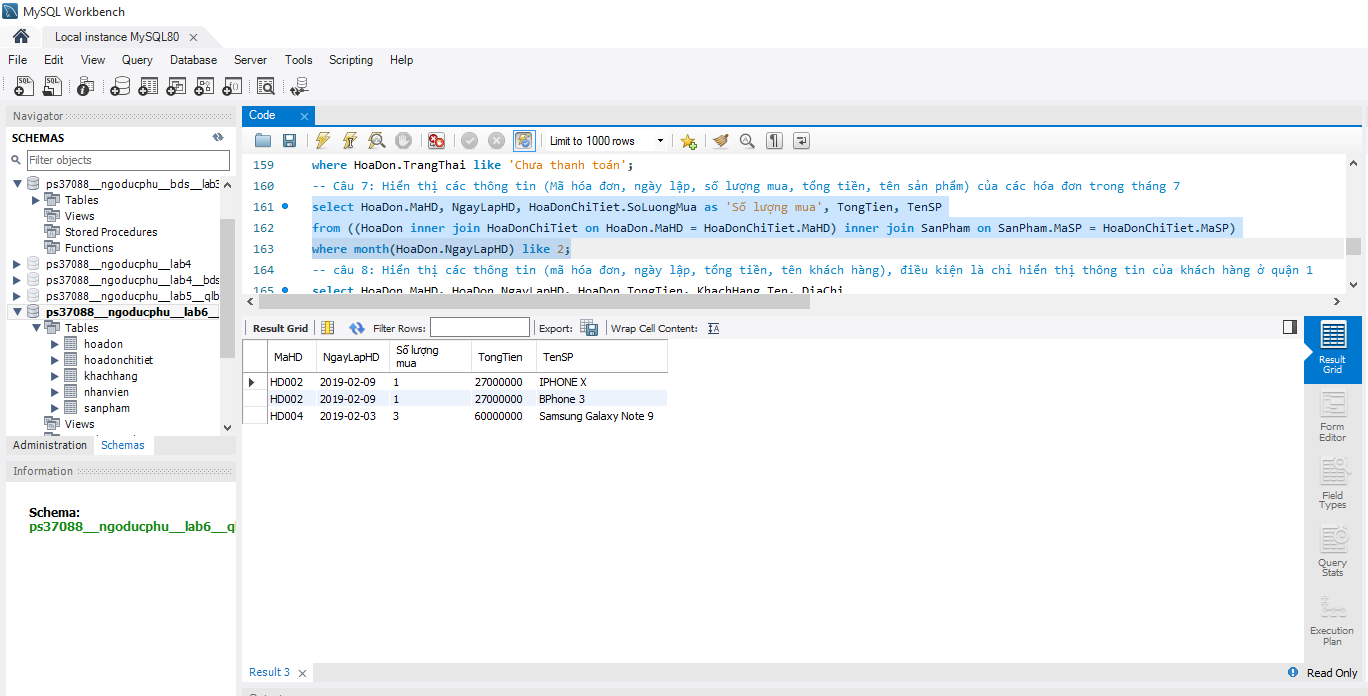 MySQL Workbench
Local instance MySQL80
File Edit View Query Database Server Tools Scripting Help
Navigator
SCHEMAS
Filter objects
ps37088__ngoducphu__bds__lab3
Tables
Views
Stored Procedures
Functions
ps37088__ngoducphu__lab4
ps37088__ngoducphu__lab4__bds
ps37088__ngoducphu__lab5__qlb
ps37088__ngoducphu__lab6__
Tables
hoadon
hoadonchitiet
khachhang
nhanvien
sanpham
Views
Administration Schemas
Information
Schema:
ps37088__ngoducphu__lab6__q
Code
Limit to 1000 rows
159 where HoaDon.TrangThai like 'Chưa thanh toán';
160 -- Câu 7: Hiển thị các thông tin (Mã hóa đơn, ngày lập, số lượng mua, tổng tiền, tên sản phẩm) của các hóa đơn trong tháng 7
161 select HoaDon.MaHD, NgayLapHD, HoaDonChiTiet.SoLuongMua as 'Số lượng mua', TongTien, TenSP
162 from ((HoaDon inner join HoaDonChiTiet on HoaDon.MaHD = HoaDonChiTiet.MaHD) inner join SanPham on SanPham.MaSP = HoaDonChiTiet.MaSP)
163 where month(HoaDon.NgayLapHD) like 2;
164 -- câu 8: Hiển thị các thông tin (mã hóa đơn, ngày lập, tổng tiền, tên khách hàng), điều kiện là chỉ hiển thị thông tin của khách hàng ở quận 1
165 select HoaDon.MaHD, HoaDon.NgayLapHD, HoaDon.TongTien, KhachHang.Ten, DiaChi
Result Grid Filter Rows: Export: Wrap Cell Content:
MaHD NgayLapHD Số lượng mua TongTien TenSP
HD002 2019-02-09 1 27000000 IPHONE X
HD002 2019-02-09 1 27000000 BPhone 3
HD004 2019-02-03 3 60000000 Samsung Galaxy Note 9
Result Grid
Form Editor
Field Types
Query Stats
Execution Plan
Result 3
Read Only